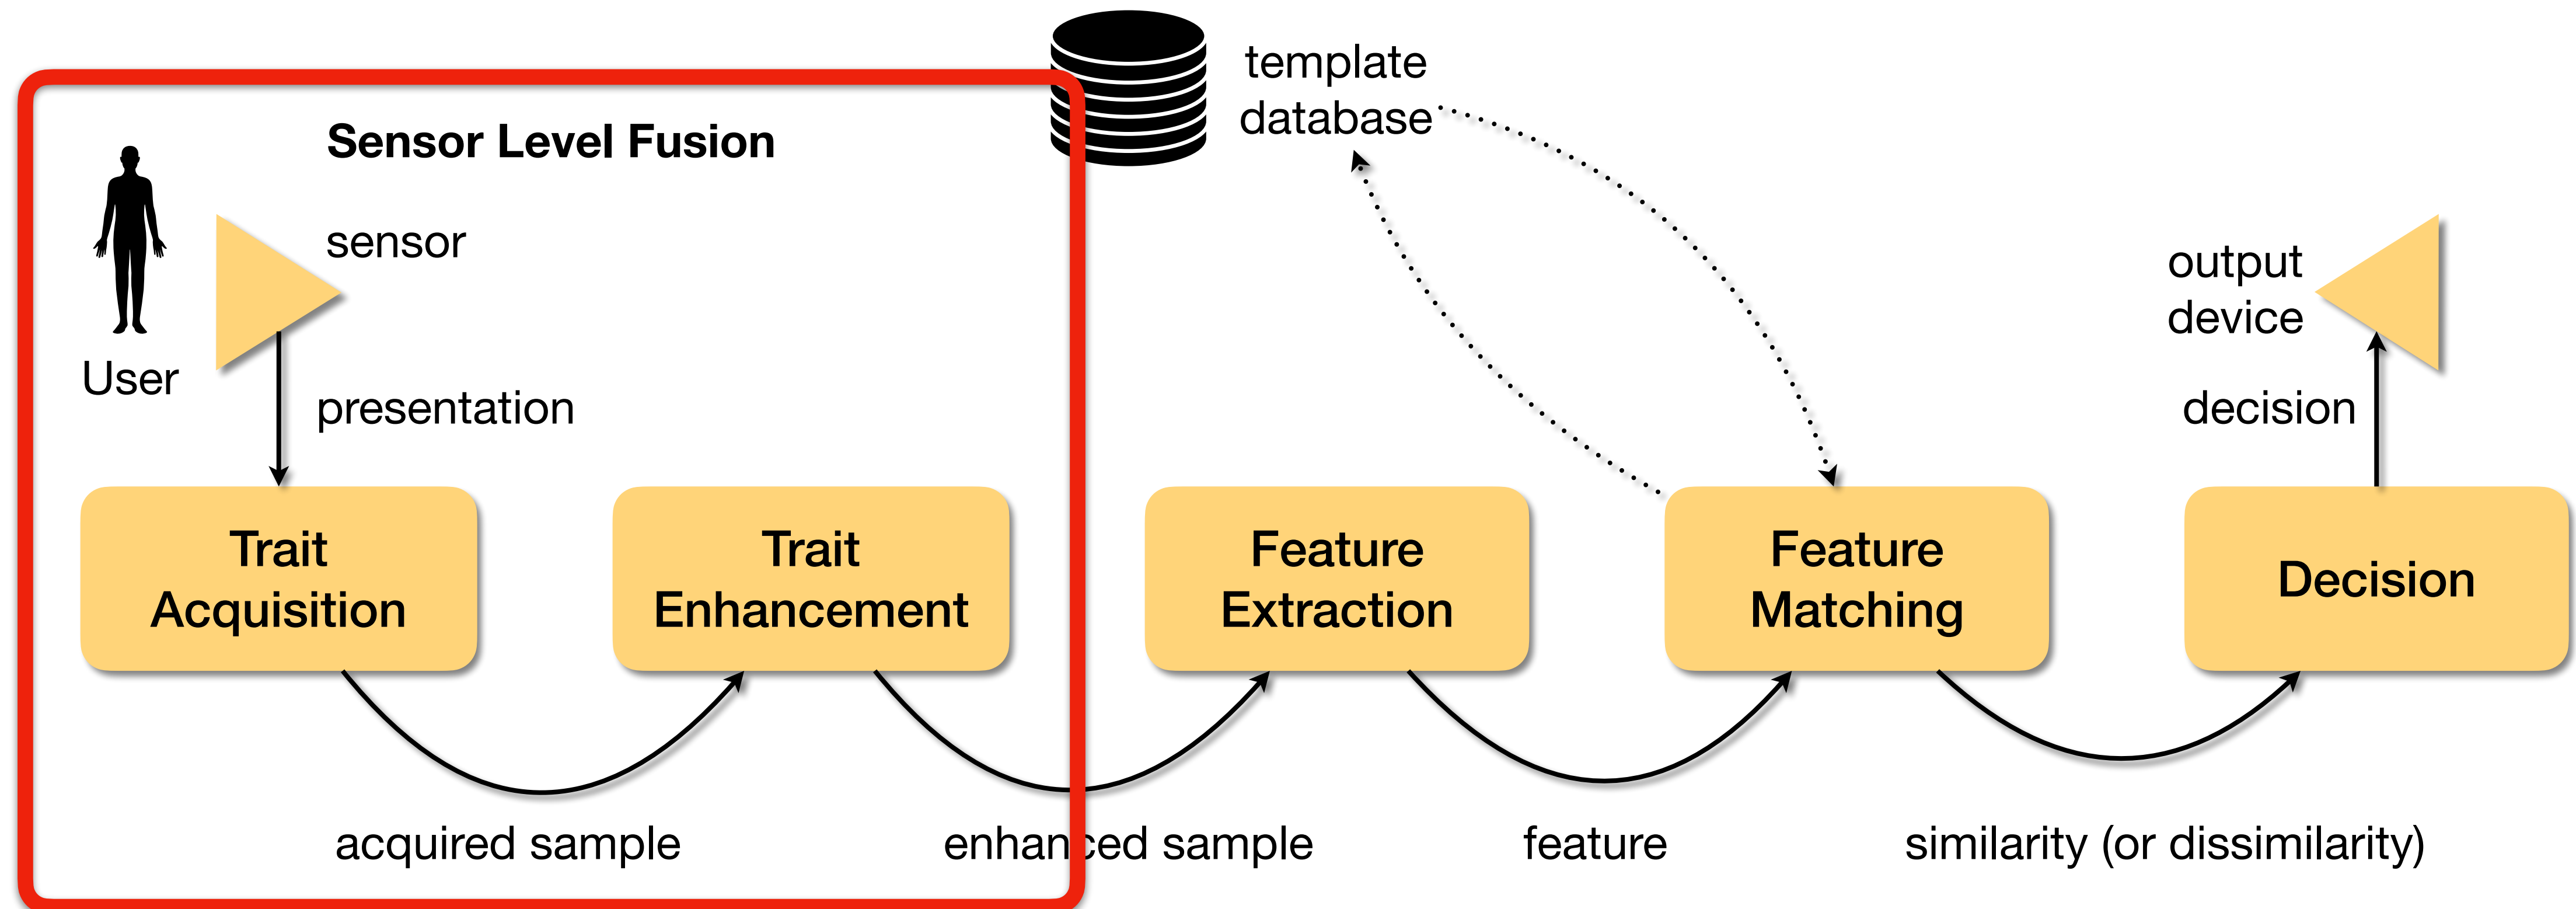 template
database
Sensor Level Fusion
sensor
User
presentation
output
device
decision
Trait
Acquisition
Trait
Enhancement
Feature
Extraction
Feature
Matching
Decision
acquired sample
enhanced sample
feature
similarity (or dissimilarity)